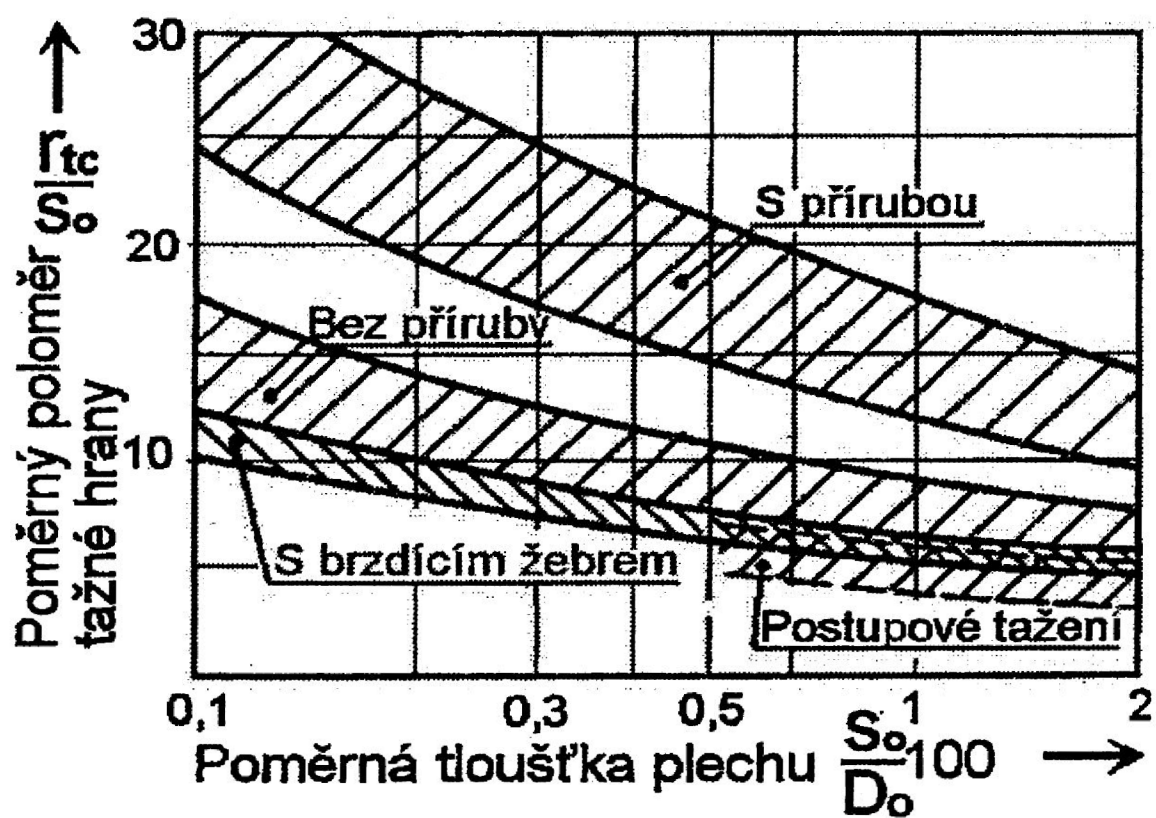 30
20
10
Poměrný poloměr rtc/So
tažné hrany
S přírubou
Bez příruby
S brzdícím žebrem
Postupové tažení
0,1 0,3 0,5 1 2
Poměrná tloušťka plechu So/Do 100